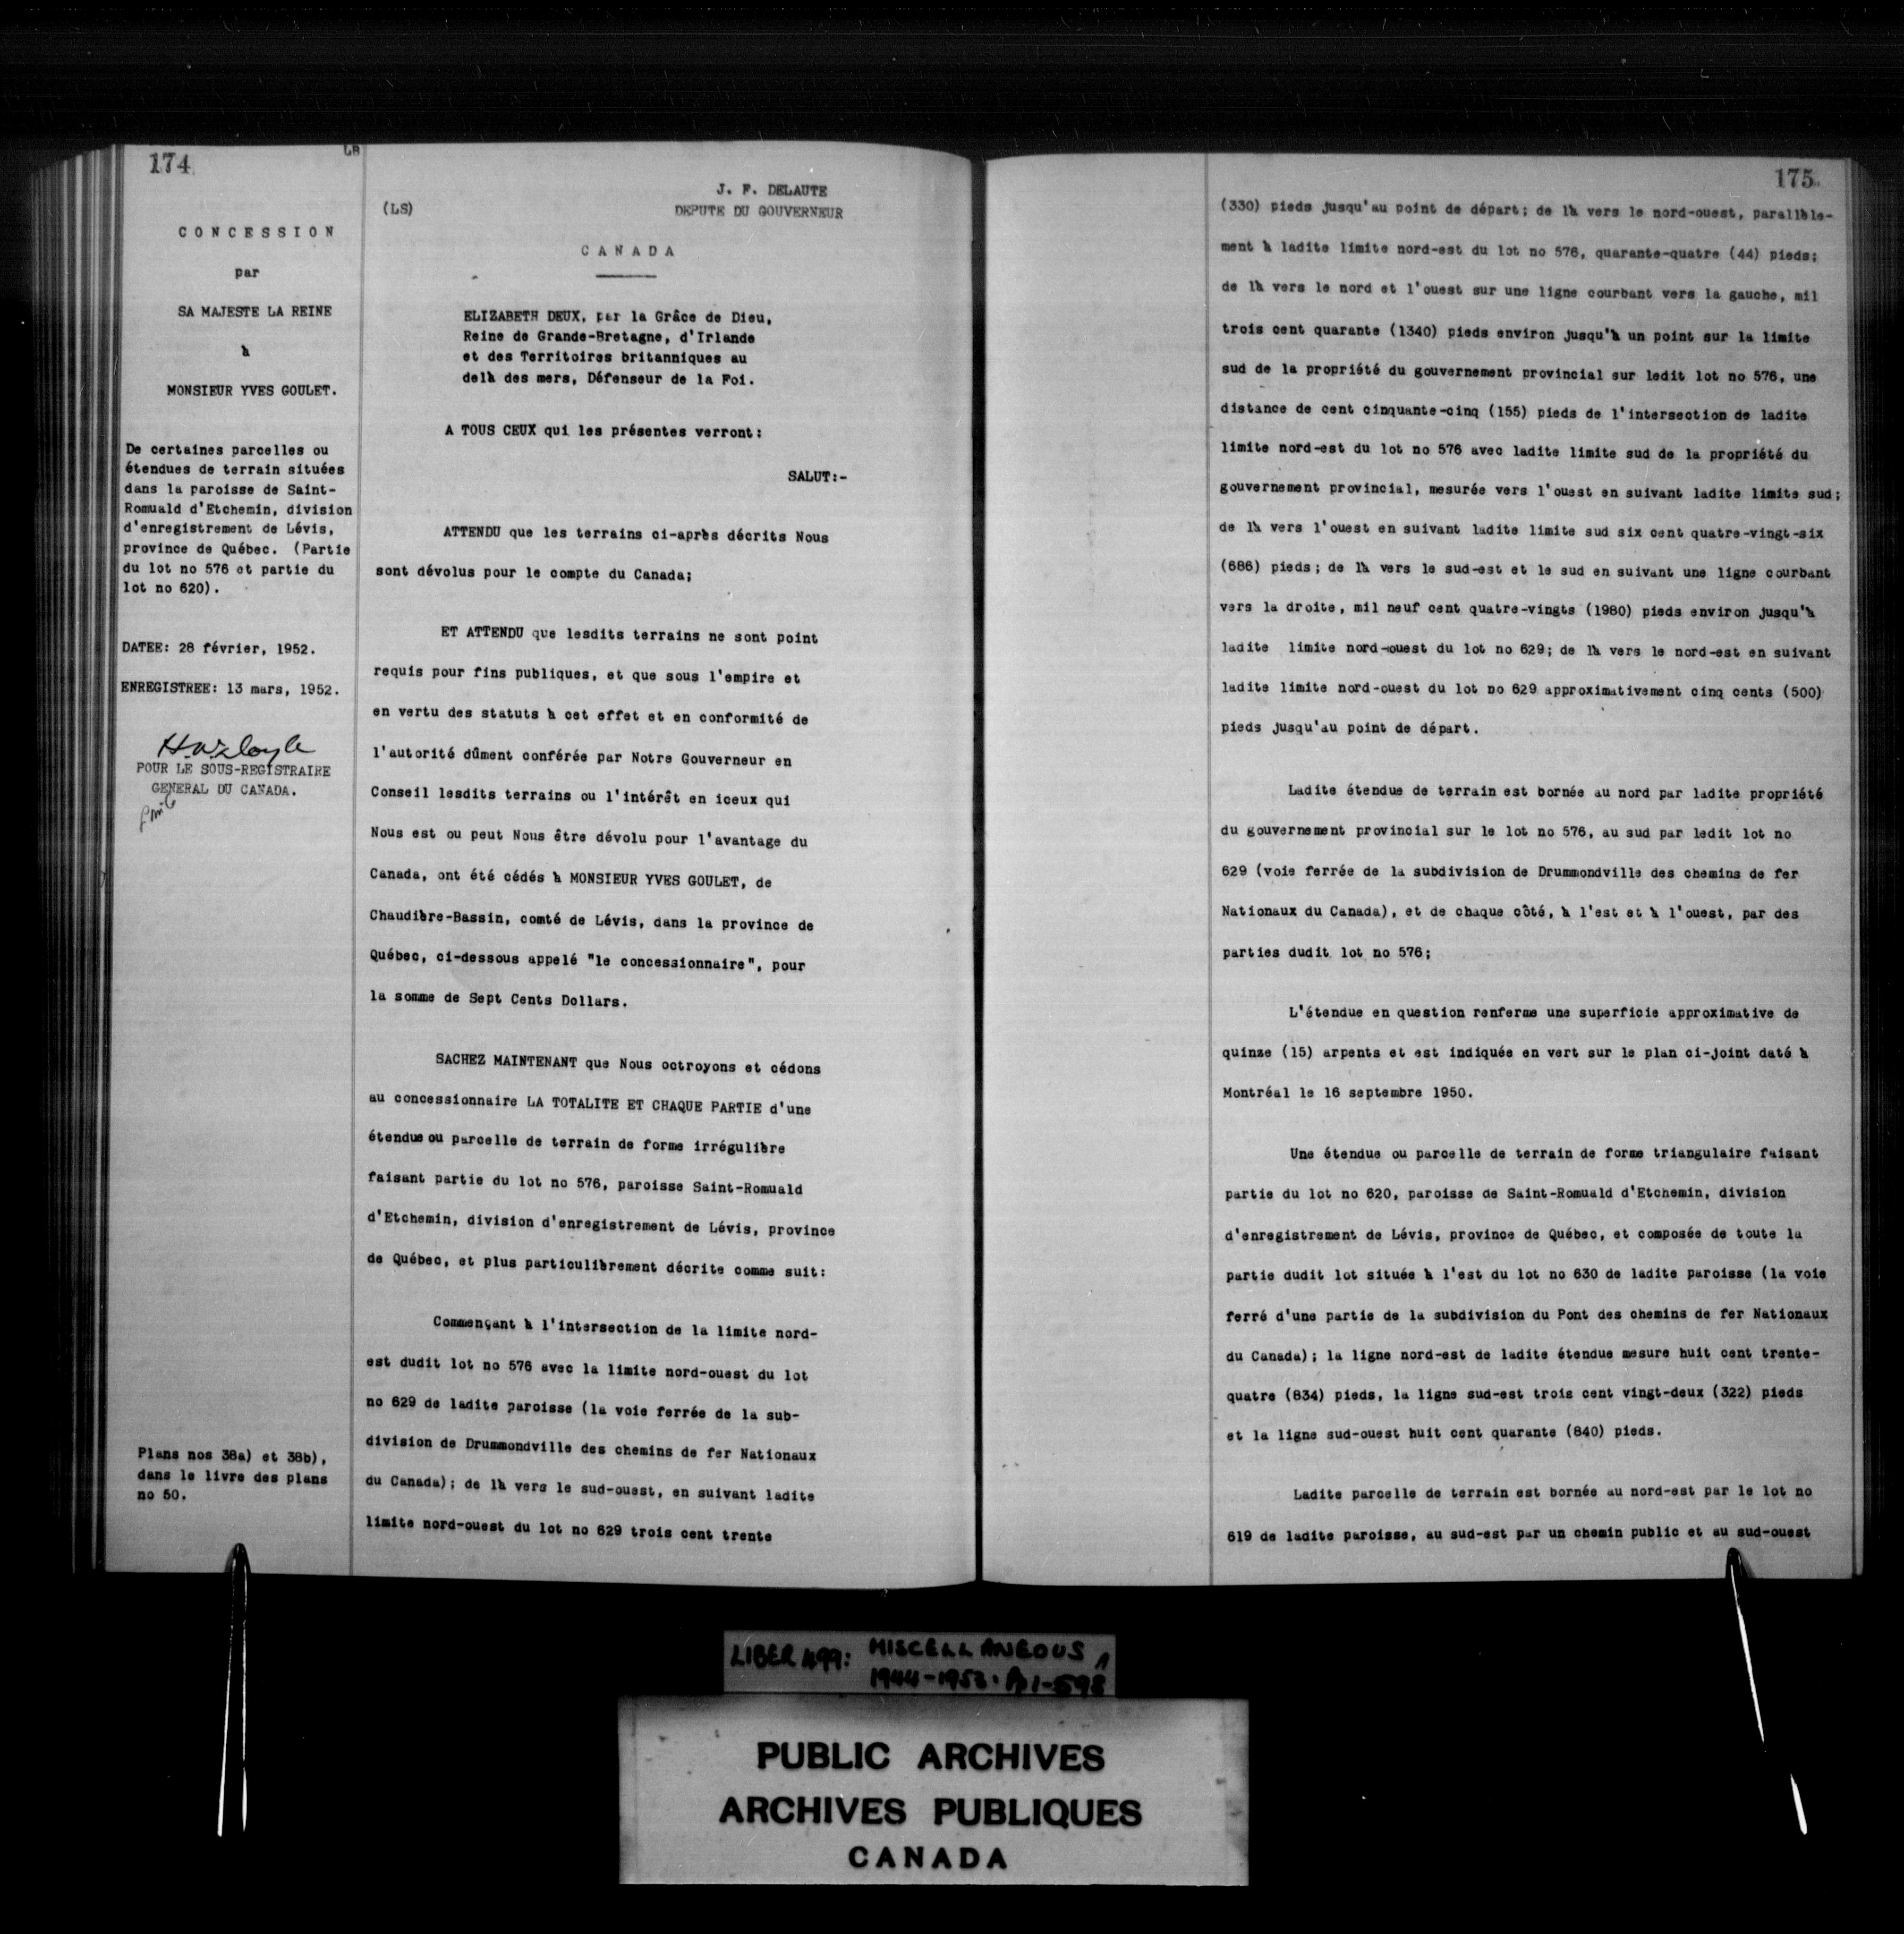 174
LB
CONCESSION
par
SA MAJESTE LA REINE
à
MONSIEUR YVES GOULET.
De certaines parcelles ou
étendues de terrain situées
dans la paroisse de Saint-
Romuald d'Etchemin, division
d'enregistrement de Lévis,
province de Québec. (Partie
du lot no 576 et partie du
lot no 620).
DATEE: 28 février, 1952.
ENREGISTREE: 13 mars, 1952.
POUR LE SOUS-REGISTRAIRE
GENERAL DU CANADA.
Plans nos 38a) et 38b),
dans le livre des plans
no 50.
J. F. DELAUTE
(LS) DEPUTE DU GOUVERNEUR
CANADA
ELIZABETH DEUX, par la Grâce de Dieu,
Reine de Grande-Bretagne, d'Irlande
et des Territoires britanniques au
delà des mers, Défenseur de la Foi.
A TOUS CEUX qui les présentes verront:
SALUT:-
ATTENDU que les terrains ci-après décrits Nous
sont dévolus pour le compte du Canada;
ET ATTENDU que lesdits terrains ne sont point
requis pour fins publiques, et que sous l'empire et
en vertu des statuts à cet effet et en conformité de
l'autorité dûment conférée par Notre Gouverneur en
Conseil lesdits terrains ou l'intérêt en iceux qui
Nous est ou peut Nous être dévolu pour l'avantage du
Canada, ont été cédés à MONSIEUR YVES GOULET, de
Chaudière-Bassin, comté de Lévis, dans la province de
Québec, ci-dessous appelé "le concessionnaire", pour
la somme de Sept Cents Dollars.
SACHEZ MAINTENANT que Nous octroyons et cédons
au concessionnaire LA TOTALITE ET CHAQUE PARTIE d'une
étendue ou parcelle de terrain de forme irrégulière
faisant partie du lot no 576, paroisse Saint-Romuald
d'Etchemin, division d'enregistrement de Lévis, province
de Québec, et plus particulièrement décrite comme suit:
Commençant à l'intersection de la limite nord-
est dudit lot no 576 avec la limite nord-ouest du lot
no 629 de ladite paroisse (la voie ferrée de la sub-
division de Drummondville des chemins de fer Nationaux
du Canada); de là vers le sud-ouest, en suivant ladite
limite nord-ouest du lot no 629 trois cent trente
175
(330) pieds jusqu'au point de départ; de là vers le nord-ouest, parallèle-
ment à ladite limite nord-est du lot no 576, quarante-quatre (44) pieds;
de là vers le nord et l'ouest sur une ligne courbant vers la gauche, mil
trois cent quarante (1340) pieds environ jusqu'à un point sur la limite
sud de la propriété du gouvernement provincial sur ledit lot no 576, une
distance de cent cinquante-cinq (155) pieds de l'intersection de ladite
limite nord-est du lot no 576 avec ladite limite sud de la propriété du
gouvernement provincial, mesurée vers l'ouest en suivant ladite limite sud;
de là vers l'ouest en suivant ladite limite sud six cent quatre-vingt-six
(686) pieds; de là vers le sud-est et le sud en suivant une ligne courbant
vers la droite, mil neuf cent quatre-vingts (1980) pieds environ jusqu'à
ladite limite nord-ouest du lot no 629; de là vers le nord-est en suivant
ladite limite nord-ouest du lot no 629 approximativement cinq cents (500)
pieds jusqu'au point de départ.
Ladite étendue de terrain est bornée au nord par ladite propriété
du gouvernement provincial sur le lot no 576, au sud par ledit lot no
629 (voie ferrée de la subdivision de Drummondville des chemins de fer
Nationaux du Canada), et de chaque côté, à l'est et à l'ouest, par des
parties dudit lot no 576;
L'étendue en question renferme une superficie approximative de
quinze (15) arpents et est indiquée en vert sur le plan ci-joint daté à
Montréal le 16 septembre 1950.
Une étendue ou parcelle de terrain de forme triangulaire faisant
partie du lot no 620, paroisse de Saint-Romuald d'Etchemin, division
d'enregistrement de Lévis, province de Québec, et composée de toute la
partie dudit lot située à l'est du lot no 630 de ladite paroisse (la voie
ferré d'une partie de la subdivision du Pont des chemins de fer Nationaux
du Canada); la ligne nord-est de ladite étendue mesure huit cent trente-
quatre (834) pieds, la ligne sud-est trois cent vingt-deux (322) pieds
et la ligne sud-ouest huit cent quarante (840) pieds.
Ladite parcelle de terrain est bornée au nord-est par le lot no
619 de ladite paroisse, au sud-est par un chemin public et au sud-ouest
LIBER 499: MISCELLANEOUS
1944-1953. Pp 1-598
PUBLIC ARCHIVES
ARCHIVES PUBLIQUES
CANADA